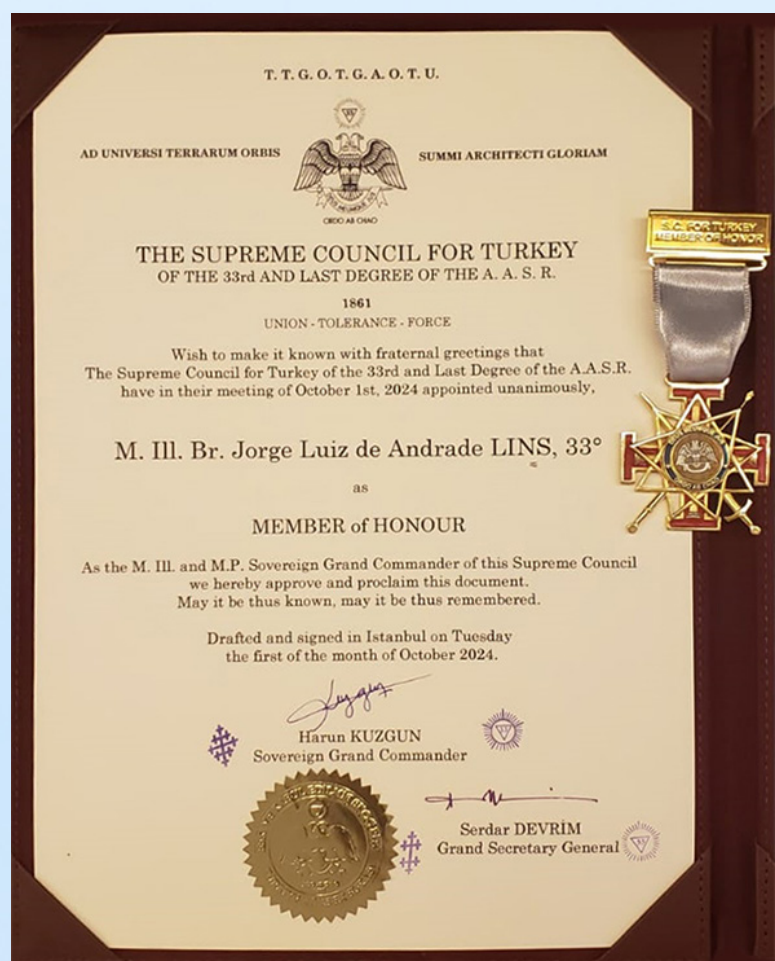 T. T. G. O. T. G. A. O. T. U.
AD UNIVERSI TERRARUM ORBIS
SUMMI ARCHITECTI GLORIAM
ORDO AB CHAO
THE SUPREME COUNCIL FOR TURKEY
OF THE 33rd AND LAST DEGREE OF THE A. A. S. R.
1861
UNION - TOLERANCE - FORCE
Wish to make it known with fraternal greetings that
The Supreme Council for Turkey of the 33rd and Last Degree of the A.A.S.R.
have in their meeting of October 1st, 2024 appointed unanimously,
M. Ill. Br. Jorge Luiz de Andrade LINS, 33°
as
MEMBER of HONOUR
As the M. Ill. and M.P. Sovereign Grand Commander of this Supreme Council
we hereby approve and proclaim this document.
May it be thus known, may it be thus remembered.
Drafted and signed in Istanbul on Tuesday
the first of the month of October 2024.
Harun KUZGUN
Sovereign Grand Commander
Serdar DEVRİM
Grand Secretary General
S.C. FOR TURKEY
MEMBER OF HONOR
ORDO AB CHAO